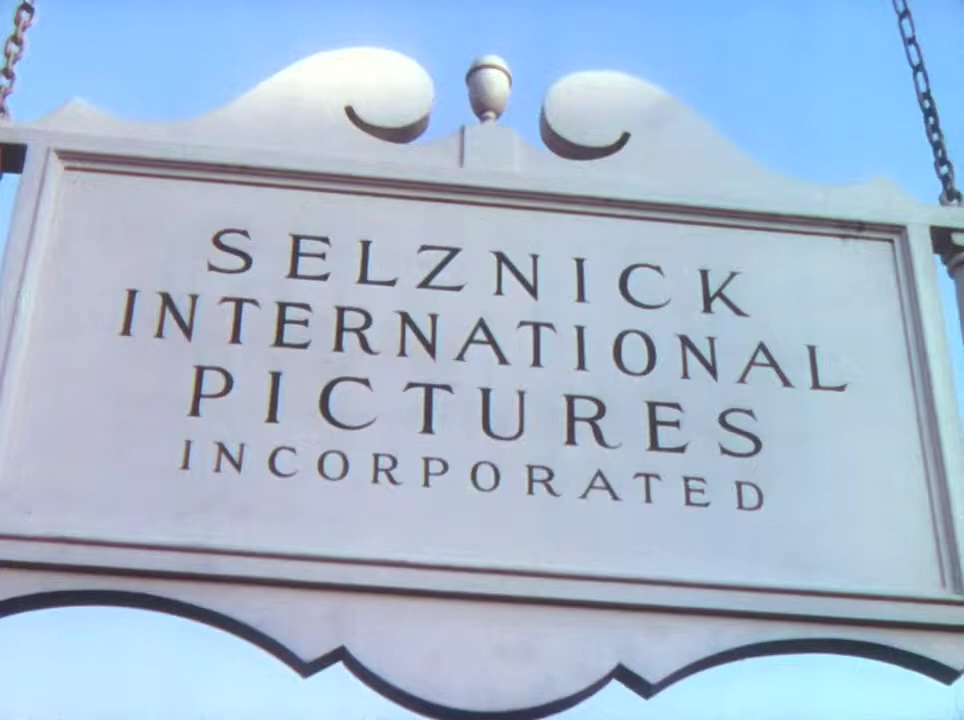 SELZNICK
INTERNATIONAL
PICTURES
INCORPORATED